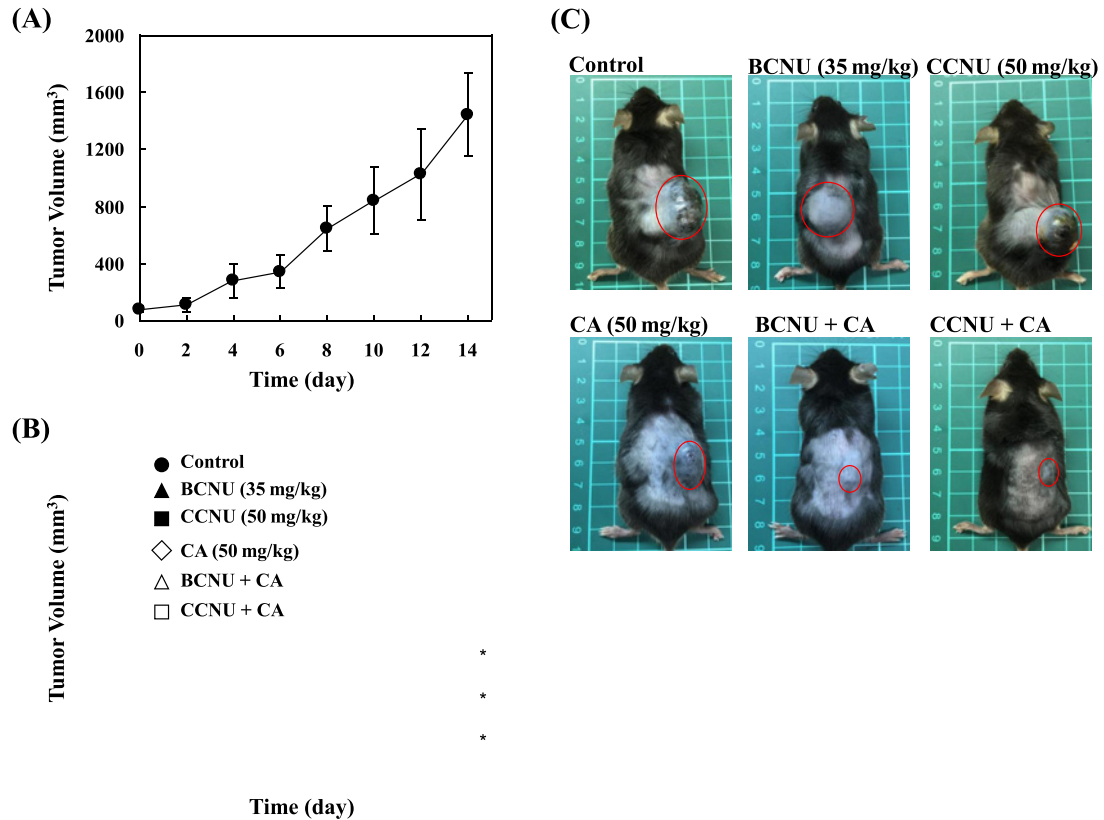 (A)
Tumor Volume (mm³)
2000
1600
1200
800
400
0
0 2 4 6 8 10 12 14
Time (day)
(B)
Tumor Volume (mm³)
Control
BCNU (35 mg/kg)
CCNU (50 mg/kg)
CA (50 mg/kg)
BCNU + CA
CCNU + CA
*
*
*
Time (day)
(C)
Control
BCNU (35 mg/kg)
CCNU (50 mg/kg)
CA (50 mg/kg)
BCNU + CA
CCNU + CA